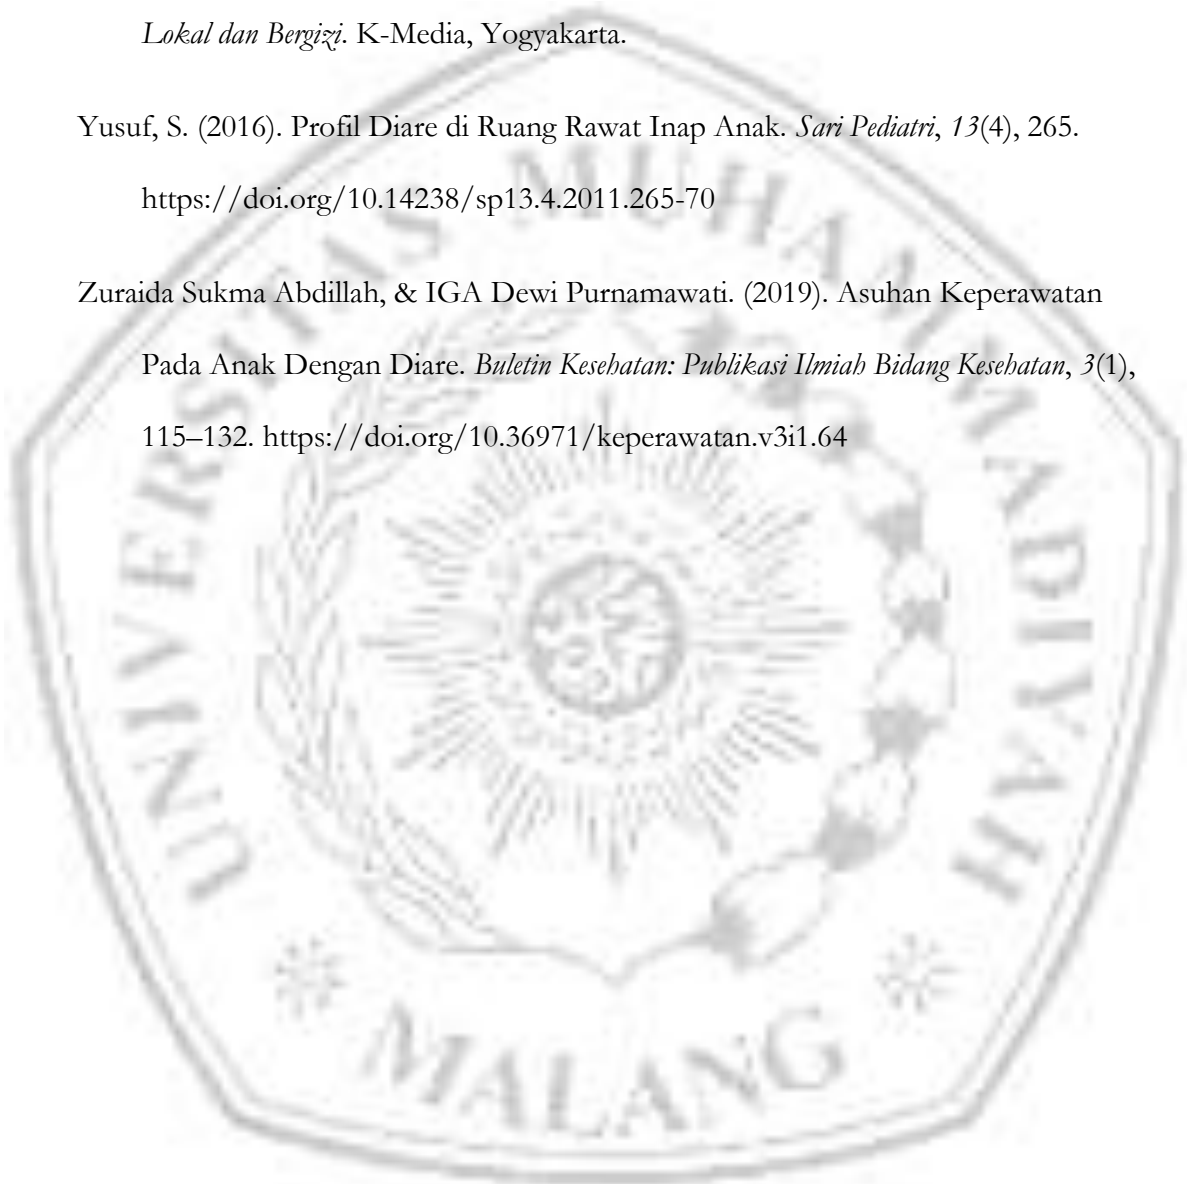 Lokal dan Bergizi. K-Media, Yogyakarta.
Yusuf, S. (2016). Profil Diare di Ruang Rawat Inap Anak. Sari Pediatri, 13(4), 265.
https://doi.org/10.14238/sp13.4.2011.265-70
Zuraida Sukma Abdillah, & IGA Dewi Purnamawati. (2019). Asuhan Keperawatan
Pada Anak Dengan Diare. Buletin Kesehatan: Publikasi Ilmiah Bidang Kesehatan, 3(1),
115–132. https://doi.org/10.36971/keperawatan.v3i1.64
UNIVERSITAS MUHAMMADIYAH
MALANG